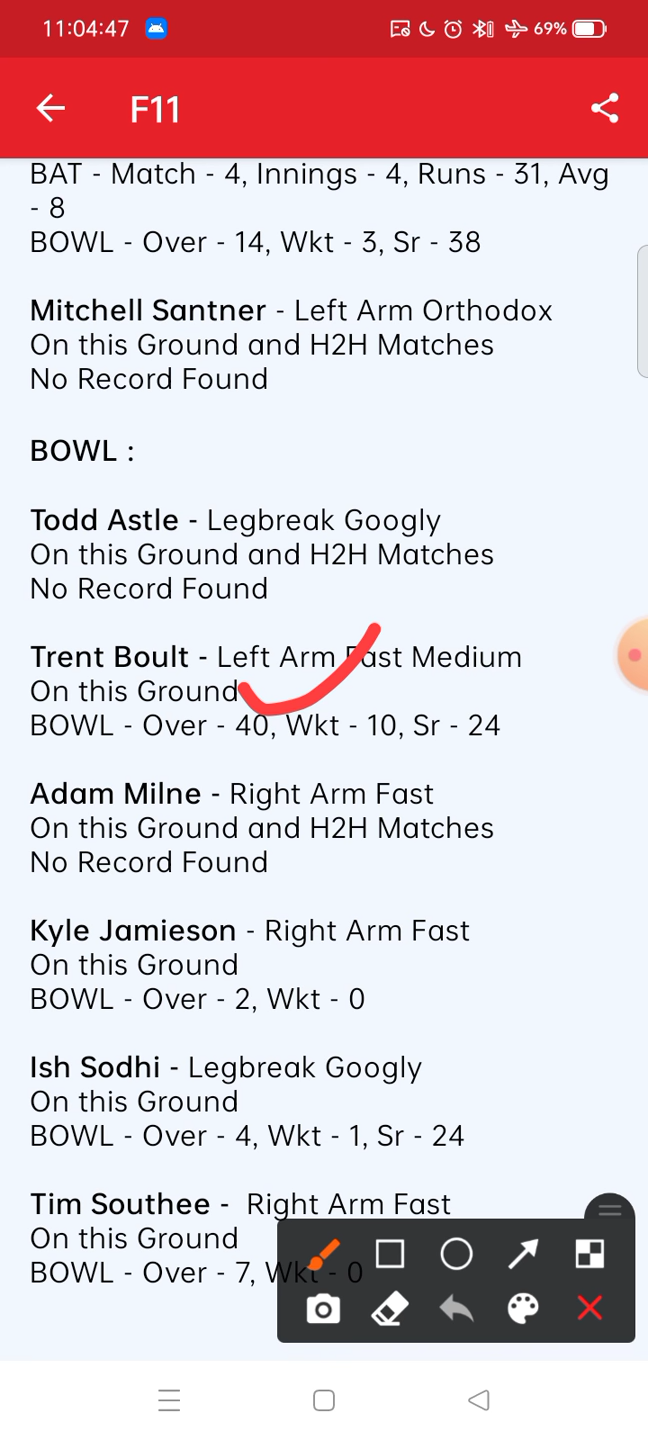 11:04:47
69%
F11
BAT - Match - 4, Innings - 4, Runs - 31, Avg
- 8
BOWL - Over - 14, Wkt - 3, Sr - 38
Mitchell Santner - Left Arm Orthodox
On this Ground and H2H Matches
No Record Found
BOWL :
Todd Astle - Legbreak Googly
On this Ground and H2H Matches
No Record Found
Trent Boult - Left Arm Fast Medium
On this Ground
BOWL - Over - 40, Wkt - 10, Sr - 24
Adam Milne - Right Arm Fast
On this Ground and H2H Matches
No Record Found
Kyle Jamieson - Right Arm Fast
On this Ground
BOWL - Over - 2, Wkt - 0
Ish Sodhi - Legbreak Googly
On this Ground
BOWL - Over - 4, Wkt - 1, Sr - 24
Tim Southee - Right Arm Fast
On this Ground
BOWL - Over - 7, Wkt - 0